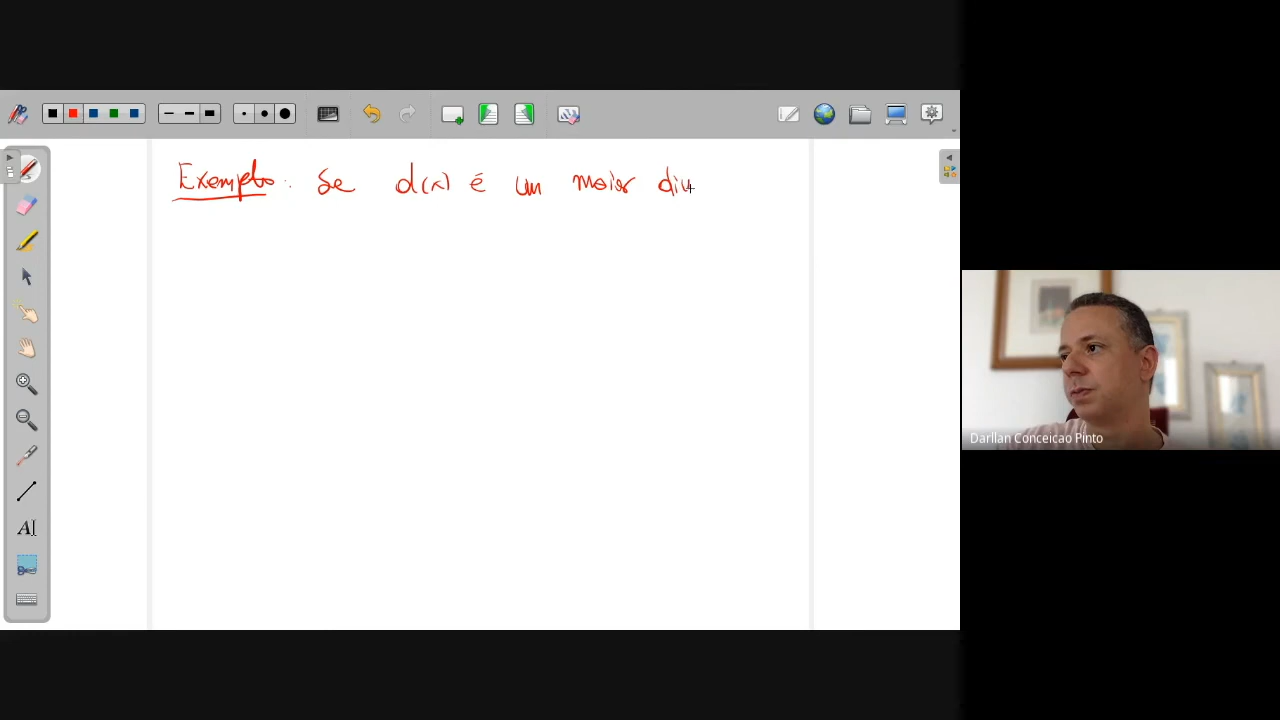 Exemplo: Se d(x) é um maior div
Darllan Conceicao Pinto